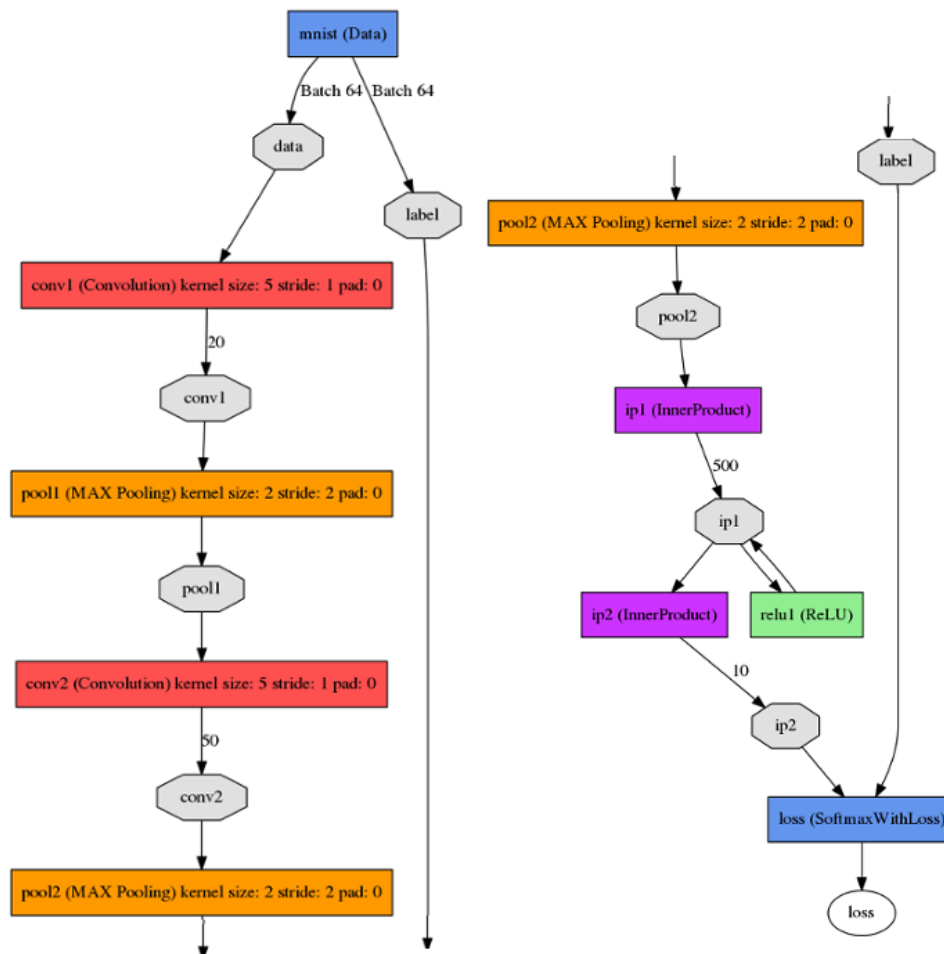 mnist (Data)
Batch 64
Batch 64
data
label
conv1 (Convolution) kernel size: 5 stride: 1 pad: 0
20
conv1
pool1 (MAX Pooling) kernel size: 2 stride: 2 pad: 0
pool1
conv2 (Convolution) kernel size: 5 stride: 1 pad: 0
50
conv2
pool2 (MAX Pooling) kernel size: 2 stride: 2 pad: 0
label
pool2 (MAX Pooling) kernel size: 2 stride: 2 pad: 0
pool2
ip1 (InnerProduct)
500
ip1
ip2 (InnerProduct)
relu1 (ReLU)
10
ip2
loss (SoftmaxWithLoss)
loss